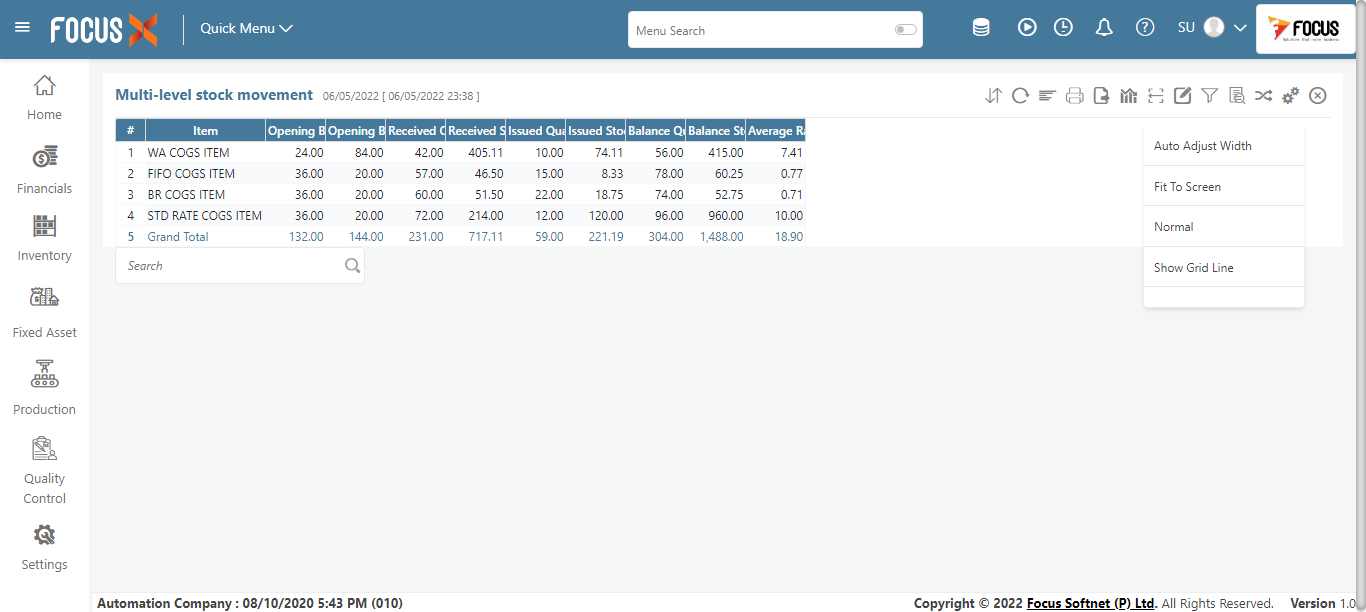 FOCUS X Quick Menu Menu Search SU FOCUS
Home
Financials
Inventory
Fixed Asset
Production
Quality
Control
Settings
Multi-level stock movement 06/05/2022 [ 06/05/2022 23:38 ]
# Item Opening B Opening B Received Q Received S Issued Qua Issued Stoc Balance Qu Balance St Average Ra
1 WA COGS ITEM 24.00 84.00 42.00 405.11 10.00 74.11 56.00 415.00 7.41
2 FIFO COGS ITEM 36.00 20.00 57.00 46.50 15.00 8.33 78.00 60.25 0.77
3 BR COGS ITEM 36.00 20.00 60.00 51.50 22.00 18.75 74.00 52.75 0.71
4 STD RATE COGS ITEM 36.00 20.00 72.00 214.00 12.00 120.00 96.00 960.00 10.00
5 Grand Total 132.00 144.00 231.00 717.11 59.00 221.19 304.00 1,488.00 18.90
Search
Auto Adjust Width
Fit To Screen
Normal
Show Grid Line
Automation Company : 08/10/2020 5:43 PM (010) Copyright © 2022 Focus Softnet (P) Ltd. All Rights Reserved. Version 1.0